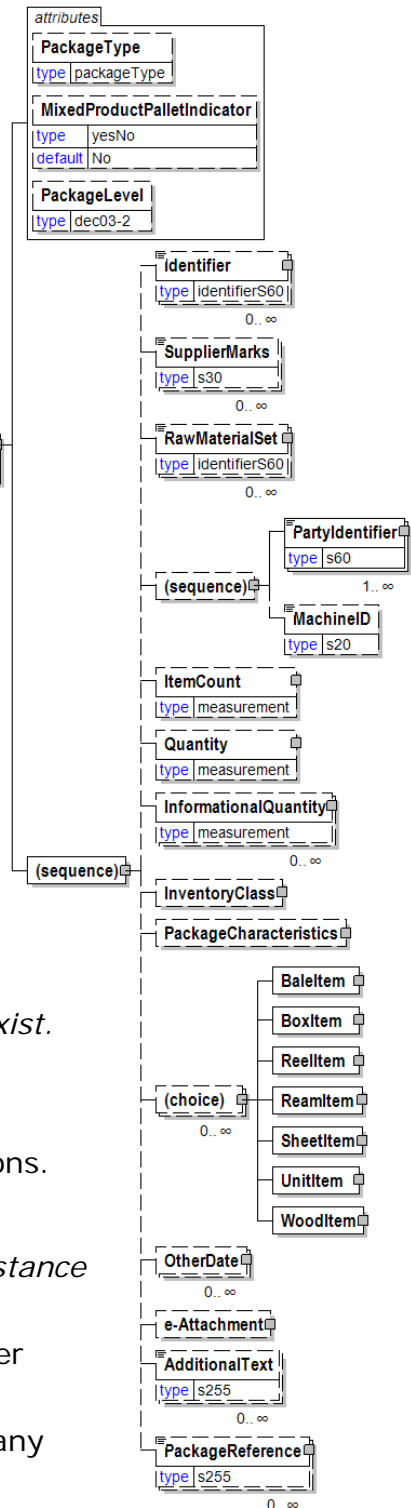 attributes
PackageType
type packageType
MixedProductPalletIndicator
type yesNo
default No
PackageLevel
type dec03-2
Identifier
type identifierS60
0.. ∞
SupplierMarks
type s30
0.. ∞
RawMaterialSet
type identifierS60
0.. ∞
(sequence)
PartyIdentifier
type s60
1.. ∞
MachineID
type s20
ItemCount
type measurement
Quantity
type measurement
InformationalQuantity
type measurement
0.. ∞
(sequence)
InventoryClass
PackageCharacteristics
(choice)
0.. ∞
BaleItem
BoxItem
ReelItem
ReamItem
SheetItem
UnitItem
WoodItem
OtherDate
0.. ∞
e-Attachment
AdditionalText
type s255
0.. ∞
PackageReference
type s255
0.. ∞
xist.
ons.
stance
er
any